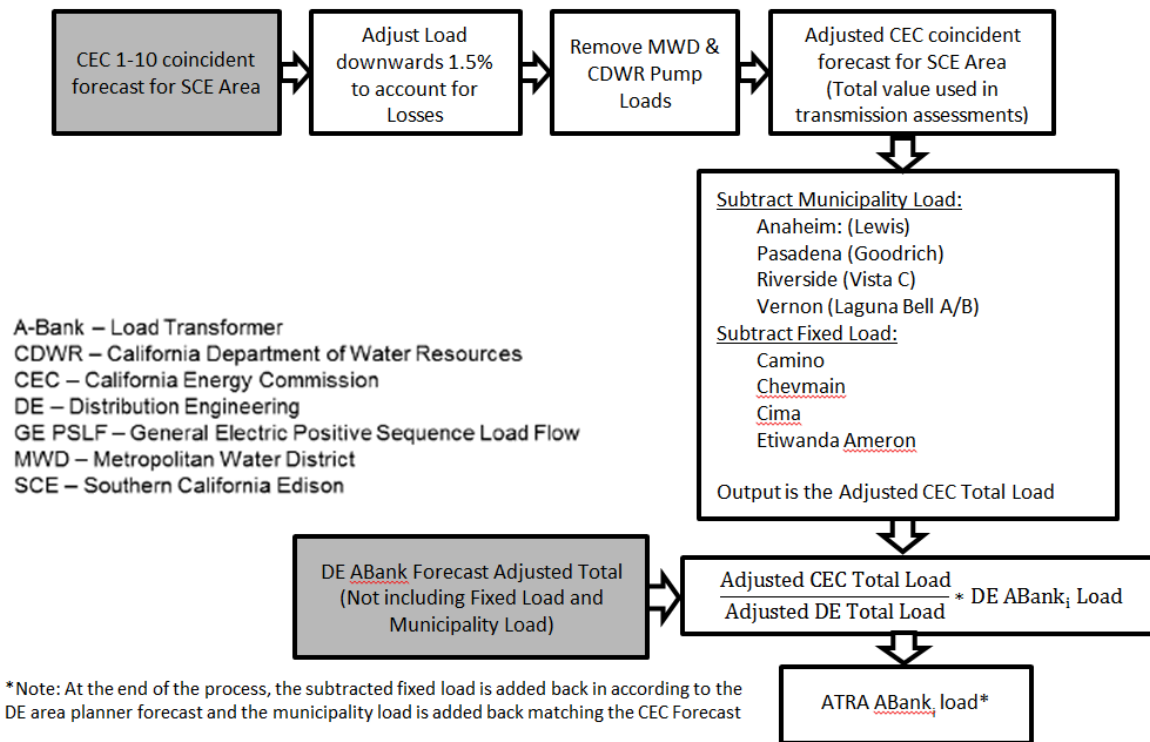 CEC 1-10 coincident
forecast for SCE Area
Adjust Load
downwards 1.5%
to account for
Losses
Remove MWD &
CDWR Pump
Loads
Adjusted CEC coincident
forecast for SCE Area
(Total value used in
transmission assessments)
Subtract Municipality Load:
Anaheim: (Lewis)
Pasadena (Goodrich)
Riverside (Vista C)
Vernon (Laguna Bell A/B)
Subtract Fixed Load:
Camino
Chevmain
Cima
Etiwanda Ameron
Output is the Adjusted CEC Total Load
A-Bank – Load Transformer
CDWR – California Department of Water Resources
CEC – California Energy Commission
DE – Distribution Engineering
GE PSLF – General Electric Positive Sequence Load Flow
MWD – Metropolitan Water District
SCE – Southern California Edison
DE ABank Forecast Adjusted Total
(Not including Fixed Load and
Municipality Load)
Adjusted CEC Total Load
Adjusted DE Total Load
* DE ABankᵢ Load
ATRA ABankᵢ load*
*Note: At the end of the process, the subtracted fixed load is added back in according to the
DE area planner forecast and the municipality load is added back matching the CEC Forecast